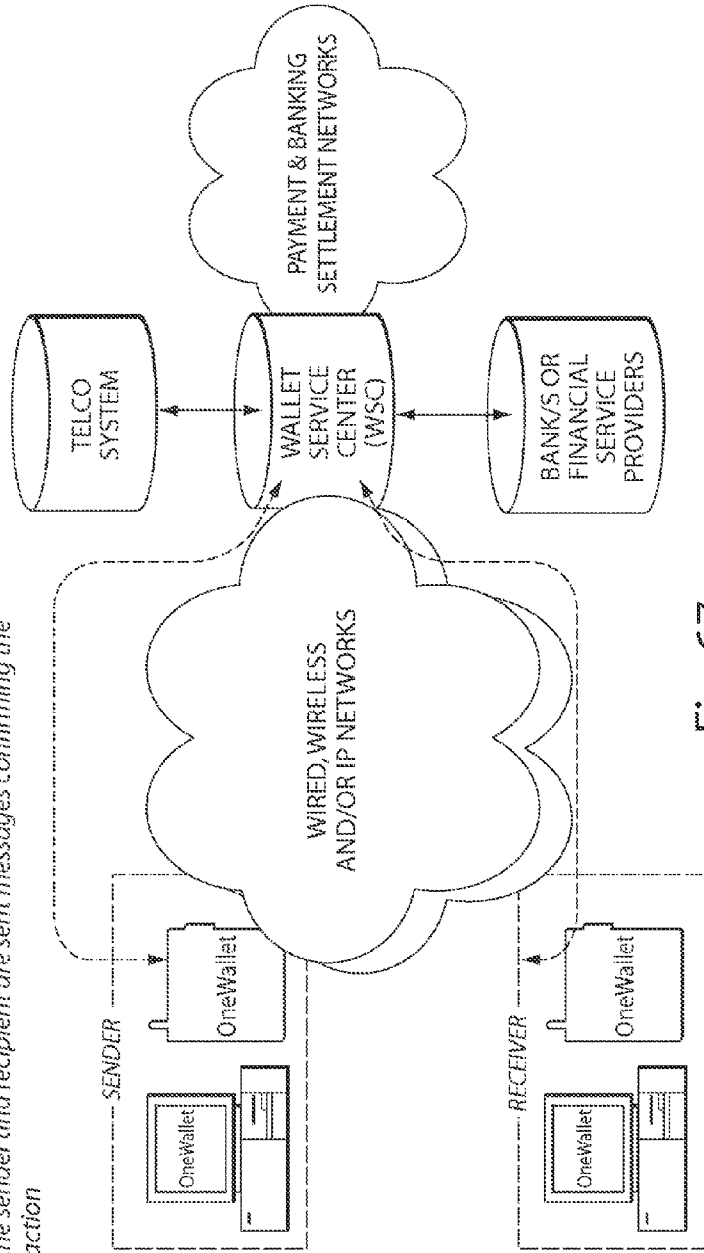 he sender and recipient are sent messages confirming the
action
SENDER
OneWallet
OneWallet
RECEIVER
OneWallet
OneWallet
WIRED, WIRELESS
AND/OR IP NETWORKS
TELCO
SYSTEM
WALLET
SERVICE
CENTER
(WSC)
BANK/S OR
FINANCIAL
SERVICE
PROVIDERS
PAYMENT & BANKING
SETTLEMENT NETWORKS